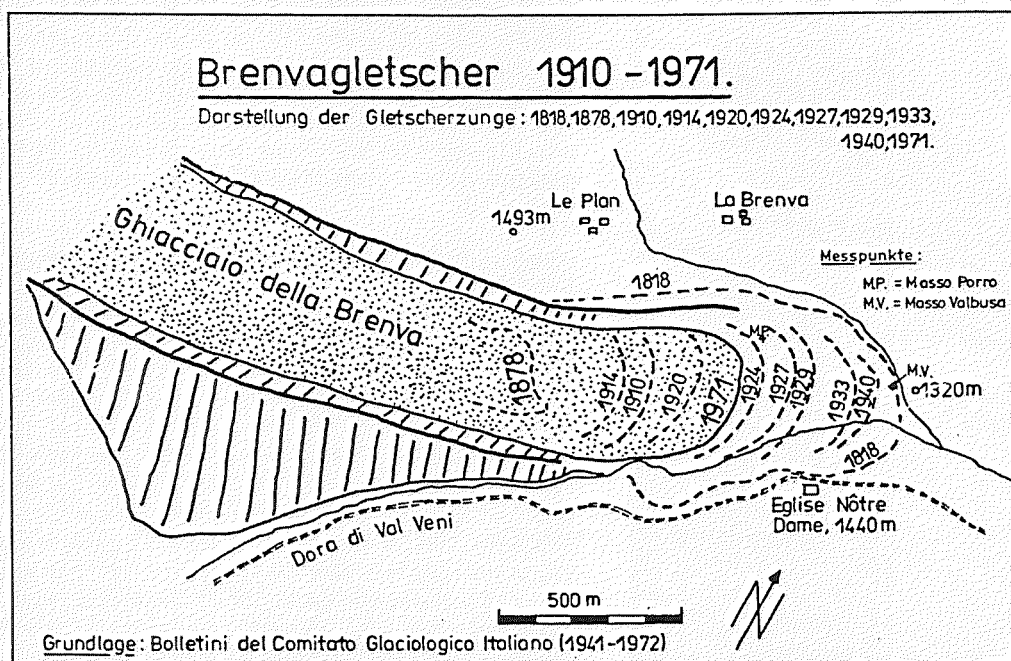 Brenvagletscher 1910-1971.
Darstellung der Gletscherzunge: 1818,1878,1910,1914,1920,1924,1927,1929,1933,
1940,1971.
Le Plan
1493m
La Brenva
Messpunkte:
M.P. = Masso Porro
M.V. = Masso Valbusa
Ghiacciaio
della Brenva
1818
M.P.
M.V.
1320m
1878
1914
1910
1920
1971
1924
1927
1929
1933
1940
1818
Eglise Nôtre
Dame, 1440m
Dora di Val Veni
500 m
N
Grundlage: Bolletini del Comitato Glaciologico Italiano (1941-1972)